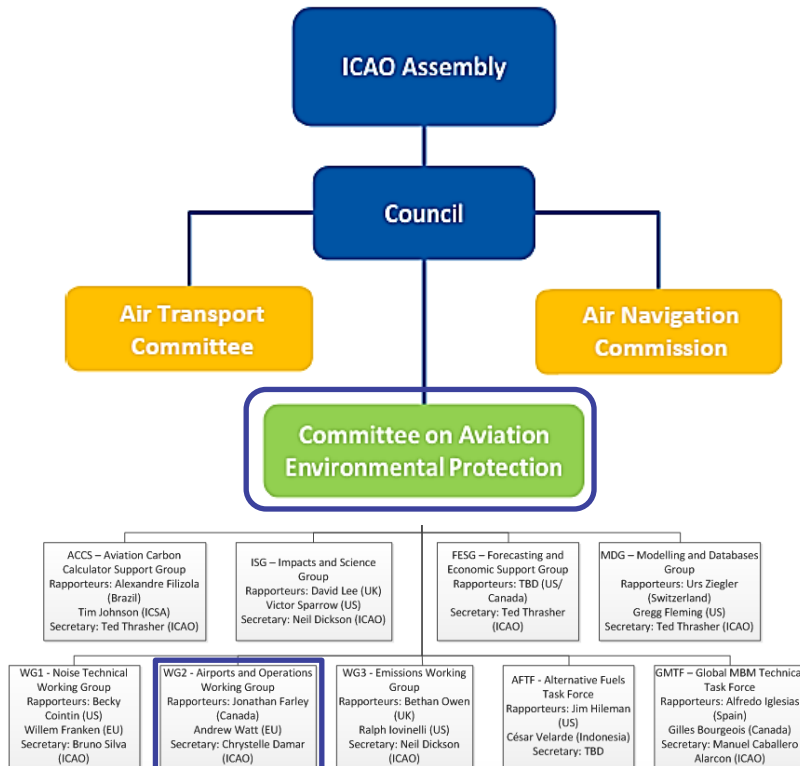 ICAO Assembly
Council
Air Transport
Committee
Air Navigation
Commission
Committee on Aviation
Environmental Protection
ACCS – Aviation Carbon
Calculator Support Group
Rapporteurs: Alexandre Filizola
(Brazil)
Tim Johnson (ICSA)
Secretary: Ted Thrasher (ICAO)
ISG – Impacts and Science
Group
Rapporteurs: David Lee (UK)
Victor Sparrow (US)
Secretary: Neil Dickson (ICAO)
FESG – Forecasting and
Economic Support Group
Rapporteurs: TBD (US/
Canada)
Secretary: Ted Thrasher
(ICAO)
MDG – Modelling and Databases
Group
Rapporteurs: Urs Ziegler
(Switzerland)
Gregg Fleming (US)
Secretary: Ted Thrasher (ICAO)
WG1 - Noise Technical
Working Group
Rapporteurs: Becky
Cointin (US)
Willem Franken (EU)
Secretary: Bruno Silva
(ICAO)
WG2 - Airports and Operations
Working Group
Rapporteurs: Jonathan Farley
(Canada)
Andrew Watt (EU)
Secretary: Chrystelle Damar
(ICAO)
WG3 - Emissions Working
Group
Rapporteurs: Bethan Owen
(UK)
Ralph Iovinelli (US)
Secretary: Neil Dickson
(ICAO)
AFTF - Alternative Fuels
Task Force
Rapporteurs: Jim Hileman
(US)
César Velarde (Indonesia)
Secretary: TBD
GMTF – Global MBM Technical
Task Force
Rapporteurs: Alfredo Iglesias
(Spain)
Gilles Bourgeois (Canada)
Secretary: Manuel Caballero
Alarcon (ICAO)